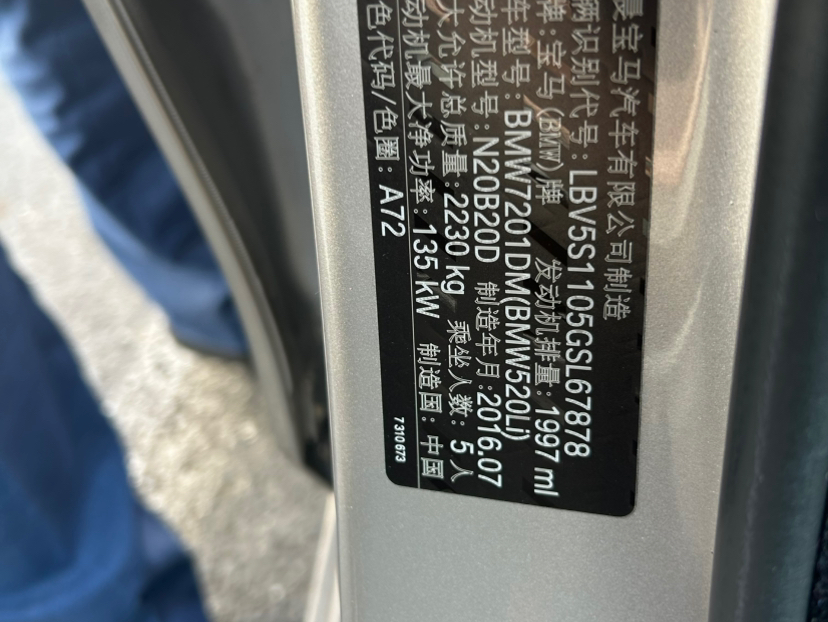 晨宝马汽车有限公司制造
辆识别代号: LBV5S1105GSL67878
牌: 宝马(BMW)牌 发动机排量: 1997 ml
车型号: BMW7201DM(BMW520Li)
动机型号: N20B20D 制造年月: 2016.07
大允许总质量: 2230 kg 乘坐人数: 5 人
动机最大净功率: 135 kW 制造国: 中国
色代码/色圈: A72
7310673